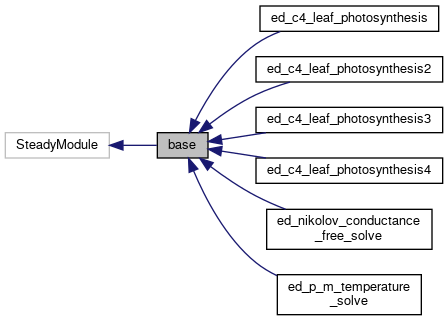 ed_c4_leaf_photosynthesis
ed_c4_leaf_photosynthesis2
ed_c4_leaf_photosynthesis3
SteadyModule
base
ed_c4_leaf_photosynthesis4
ed_nikolov_conductance
_free_solve
ed_p_m_temperature
_solve